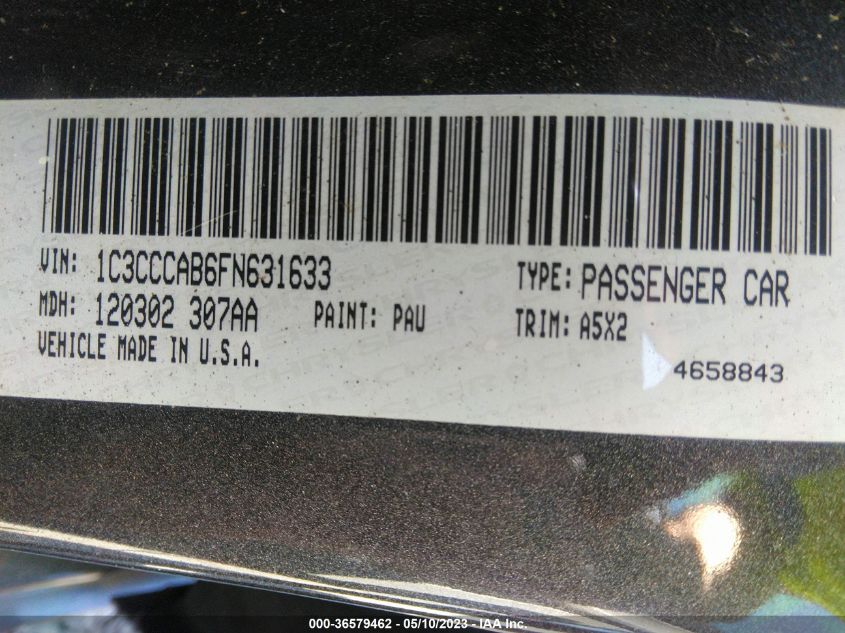 VIN: 1C3CCCAB6FN631633 TYPE: PASSENGER CAR
MDH: 120302 307AA PAINT: PAU TRIM: A5X2
VEHICLE MADE IN U.S.A. 4658843
000-36579462 - 05/10/2023 - IAA Inc.